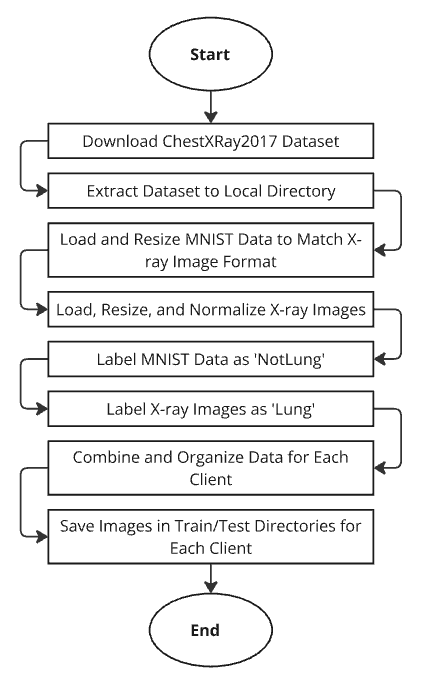 Start
Download ChestXRay2017 Dataset
Extract Dataset to Local Directory
Load and Resize MNIST Data to Match X-
ray Image Format
Load, Resize, and Normalize X-ray Images
Label MNIST Data as 'NotLung'
Label X-ray Images as 'Lung'
Combine and Organize Data for Each
Client
Save Images in Train/Test Directories for
Each Client
End